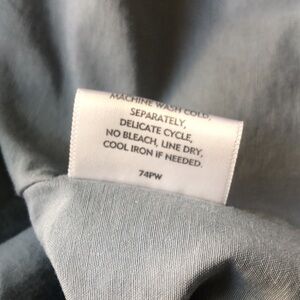 MACHINE WASH COLD,
SEPARATELY,
DELICATE CYCLE,
NO BLEACH, LINE DRY,
COOL IRON IF NEEDED.
74PW